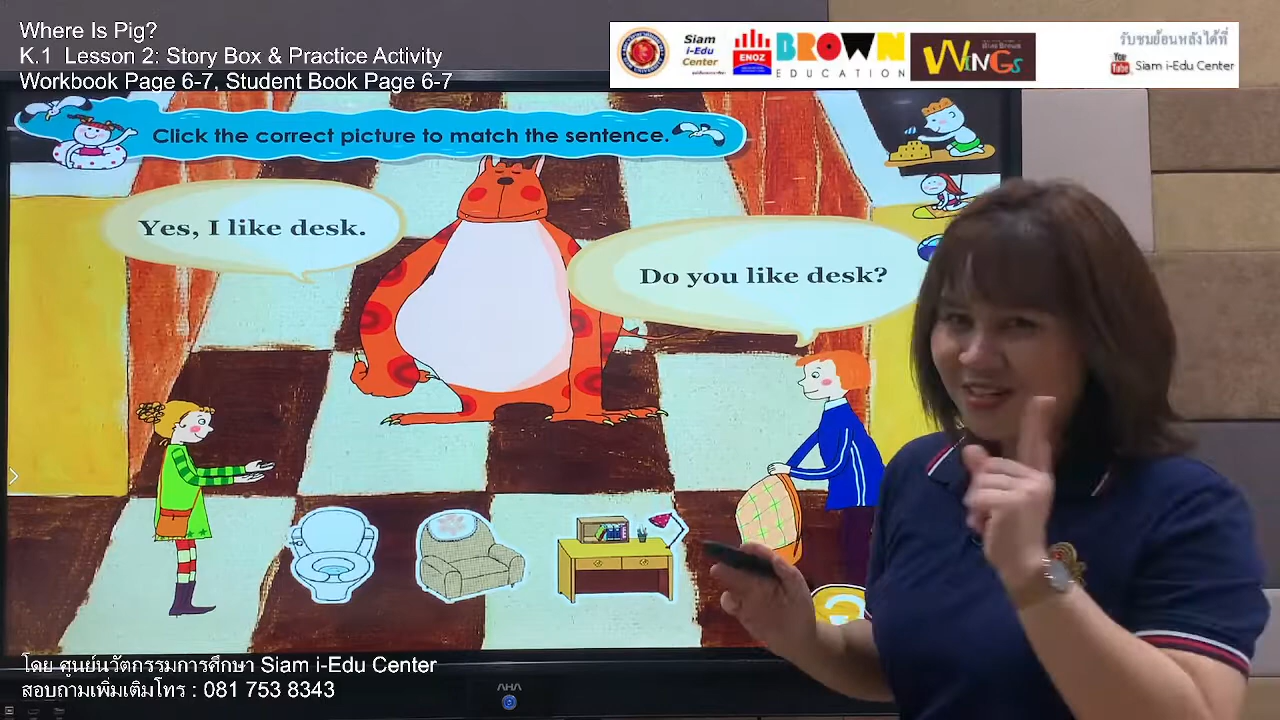 Where Is Pig?
K.1 Lesson 2: Story Box & Practice Activity
Workbook Page 6-7, Student Book Page 6-7
Siam
i-Edu
Center
ENOZ
BROWN
EDUCATION
WiNGs
รับชมย้อนหลังได้ที่
You
Tube
Siam i-Edu Center
Click the correct picture to match the sentence.
Yes, I like desk.
Do you like desk?
โดย ศูนย์นวัตกรรมการศึกษา Siam i-Edu Center
สอบถามเพิ่มเติมโทร : 081 753 8343